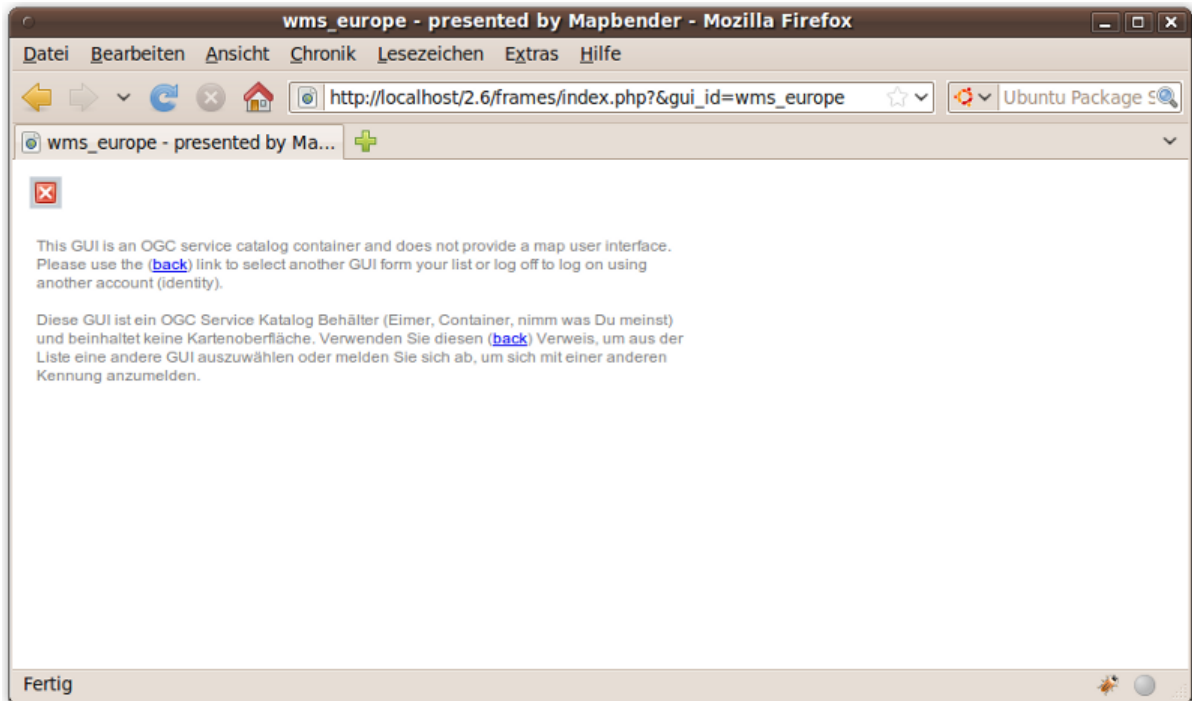 wms_europe - presented by Mapbender - Mozilla Firefox
Datei Bearbeiten Ansicht Chronik Lesezeichen Extras Hilfe
http://localhost/2.6/frames/index.php?&gui_id=wms_europe Ubuntu Package S
wms_europe - presented by Ma...
This GUI is an OGC service catalog container and does not provide a map user interface.
Please use the (back) link to select another GUI form your list or log off to log on using
another account (identity).
Diese GUI ist ein OGC Service Katalog Behälter (Eimer, Container, nimm was Du meinst)
und beinhaltet keine Kartenoberfläche. Verwenden Sie diesen (back) Verweis, um aus der
Liste eine andere GUI auszuwählen oder melden Sie sich ab, um sich mit einer anderen
Kennung anzumelden.
Fertig